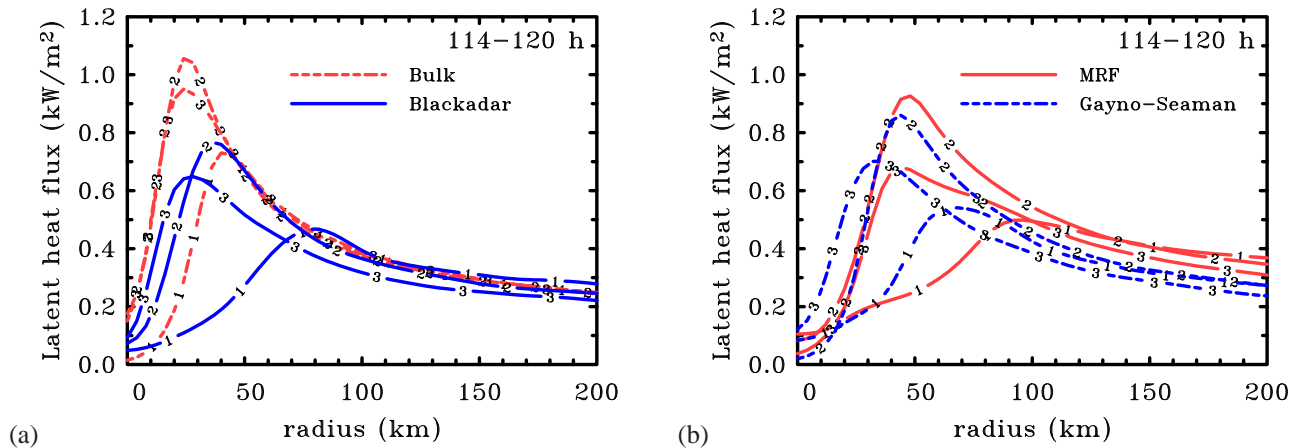 114−120 h
Bulk
Blackadar
Latent heat flux (kW/m²)
1.2
1.0
0.8
0.6
0.4
0.2
0.0
0 50 100 150 200
radius (km)
(a)
114−120 h
MRF
Gayno−Seaman
Latent heat flux (kW/m²)
1.2
1.0
0.8
0.6
0.4
0.2
0.0
0 50 100 150 200
radius (km)
(b)